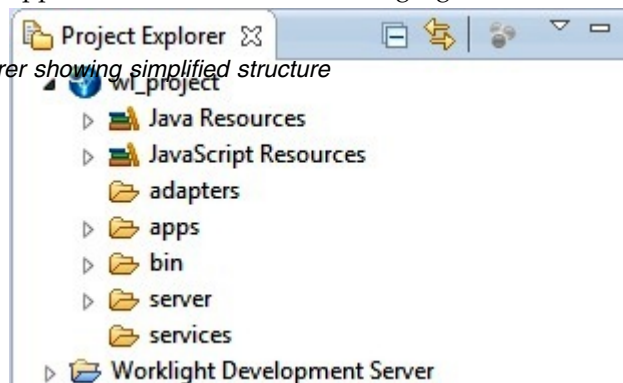 Project Explorer
rer showing simplified structure
wl_project
Java Resources
JavaScript Resources
adapters
apps
bin
server
services
Worklight Development Server